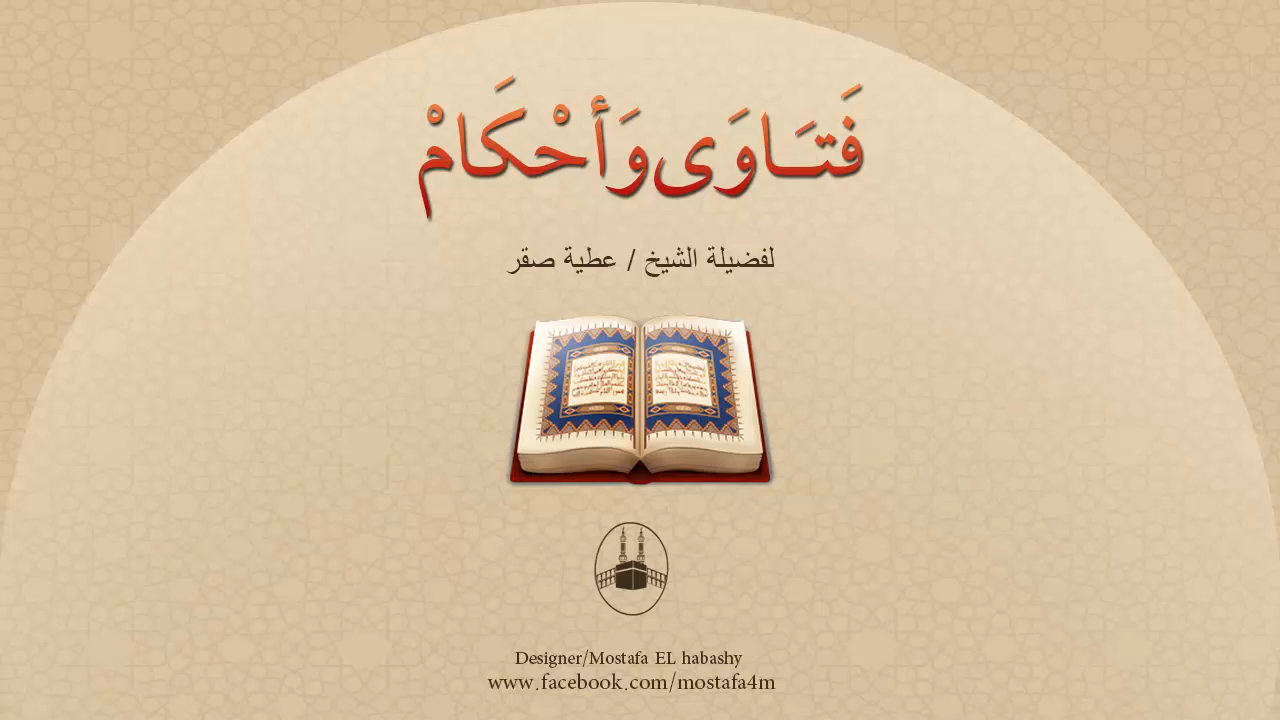 فَتَاوَى وَأَحْكَامْ
لفضيلة الشيخ / عطية صقر
Designer/Mostafa EL habashy
www.facebook.com/mostafa4m